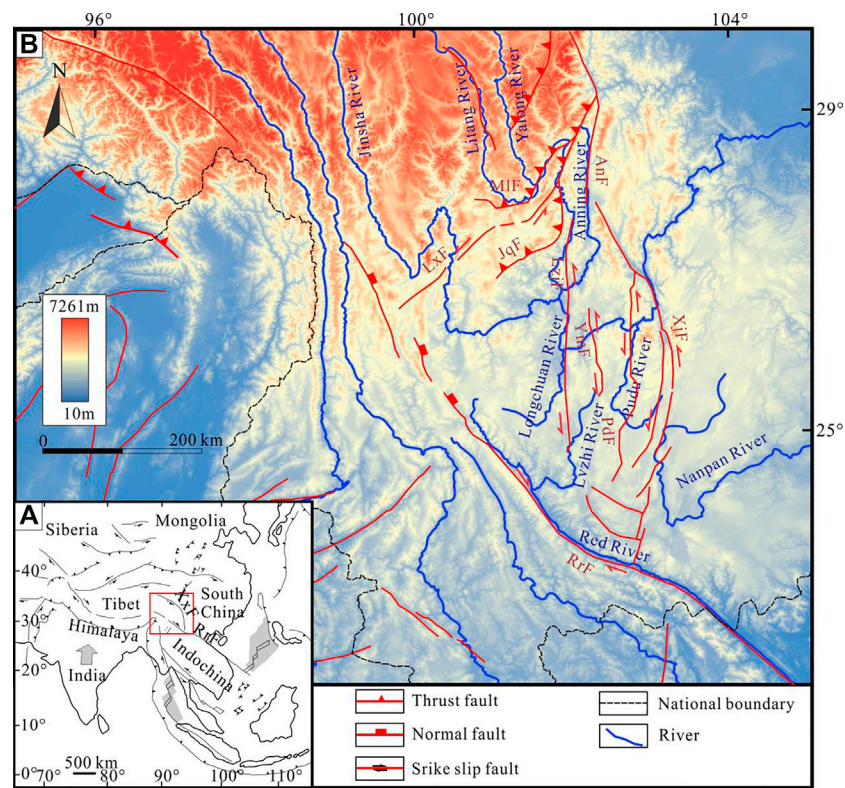 96°
100°
104°
B
N
29°
25°
Jinsha River
Litang River
Yalong River
Anning River
AnF
MlF
LxF
JqF
LzjF
YmF
XjF
Longchuan River
Pudu River
PdF
Lvzhi River
Nanpan River
Red River
RrF
7261m
10m
0
200 km
A
Siberia
Mongolia
40°
Tibet
South
China
30°
Himalaya
RrF
Indochina
20°
India
10°
0°
500 km
70°
80°
90°
100°
110°
Thrust fault
Normal fault
Srike slip fault
National boundary
River